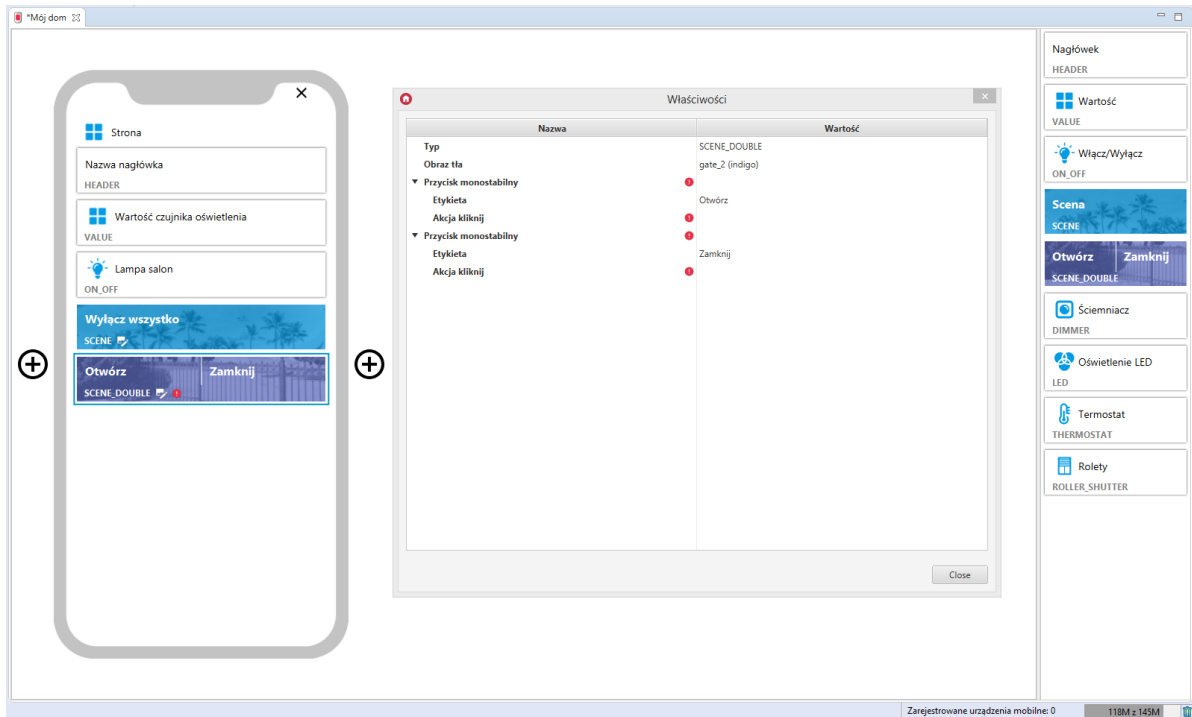 *Mój dom
Strona
Nazwa nagłówka
HEADER
Wartość czujnika oświetlenia
VALUE
Lampa salon
ON_OFF
Wyłącz wszystko
SCENE
Otwórz Zamknij
SCENE_DOUBLE
Właściwości
Nazwa Wartość
Typ SCENE_DOUBLE
Obraz tła gate_2 (indigo)
Przycisk monostabilny
Etykieta Otwórz
Akcja kliknij
Przycisk monostabilny
Etykieta Zamknij
Akcja kliknij
Close
Nagłówek
HEADER
Wartość
VALUE
Włącz/Wyłącz
ON_OFF
Scena
SCENE
Otwórz Zamknij
SCENE_DOUBLE
Ściemniacz
DIMMER
Oświetlenie LED
LED
Termostat
THERMOSTAT
Rolety
ROLLER_SHUTTER
Zarejestrowane urządzenia mobilne: 0 118M z 145M